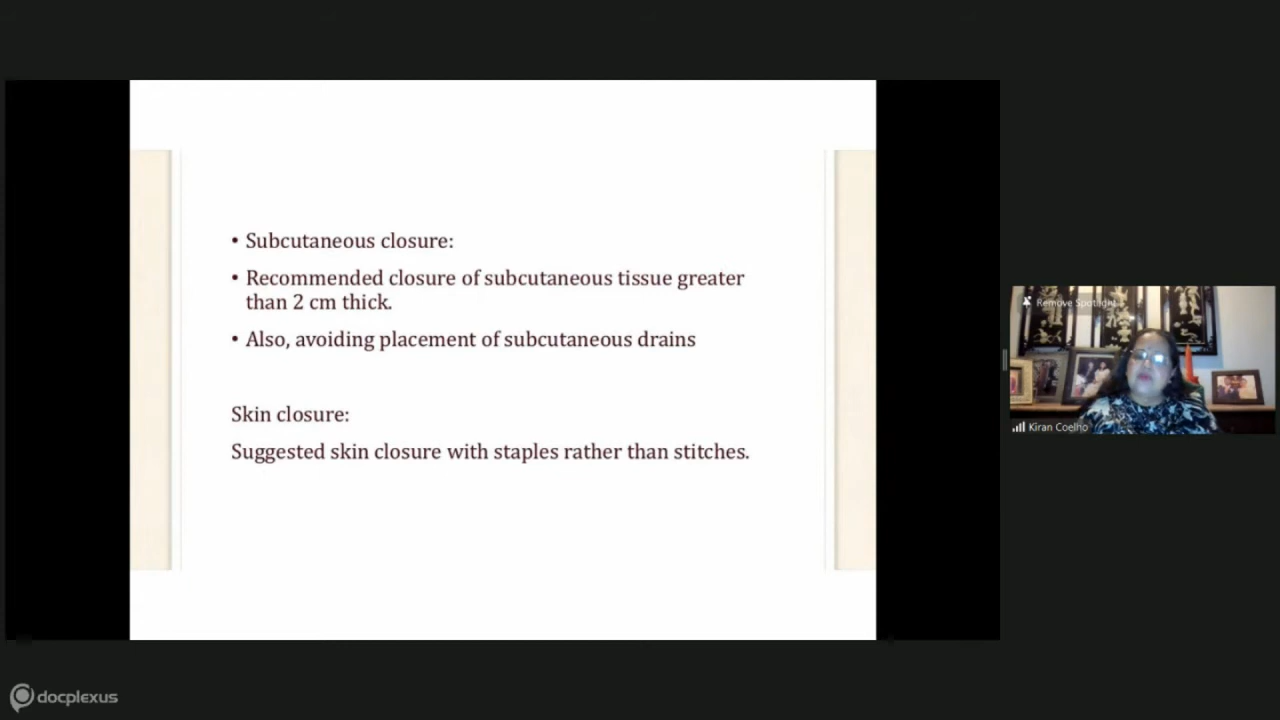 • Subcutaneous closure:
• Recommended closure of subcutaneous tissue greater
than 2 cm thick.
• Also, avoiding placement of subcutaneous drains
Skin closure:
Suggested skin closure with staples rather than stitches.
Remove Spotlight
Kiran Coelho
docplexus